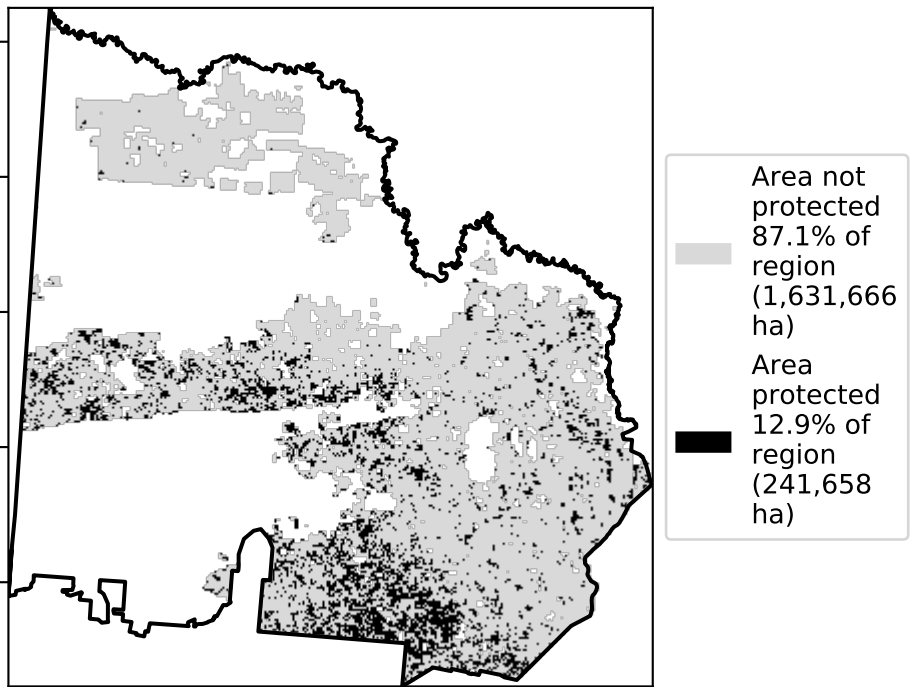 Area not
protected
87.1% of
region
(1,631,666
ha)
Area
protected
12.9% of
region
(241,658
ha)